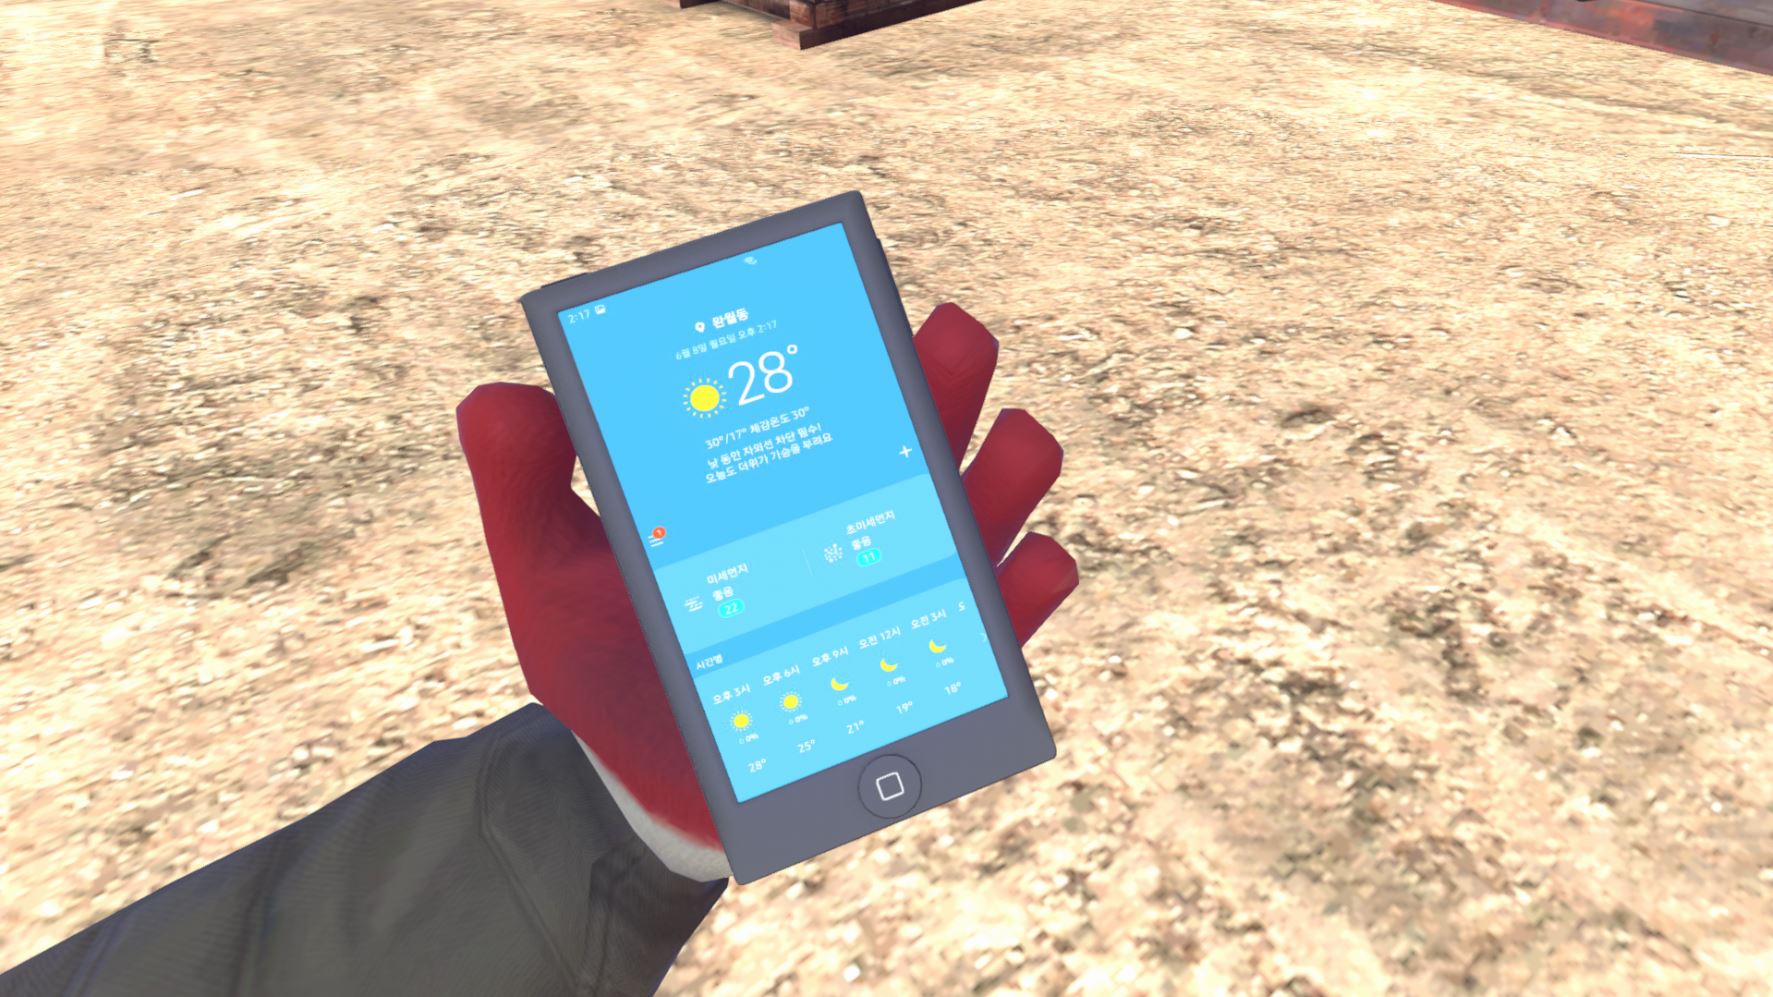 2:17
완월동
6월 8일 월요일 오후 2:17
28°
30°/17° 체감온도 30°
낮 동안 자외선 차단 필수!
오늘도 더위가 기승을 부려요
1
미세먼지
좋음
22
초미세먼지
좋음
11
시간별
오후 3시 오후 6시 오후 9시 오전 12시 오전 3시
0% 0% 0% 0% 0%
28° 25° 21° 19° 18°